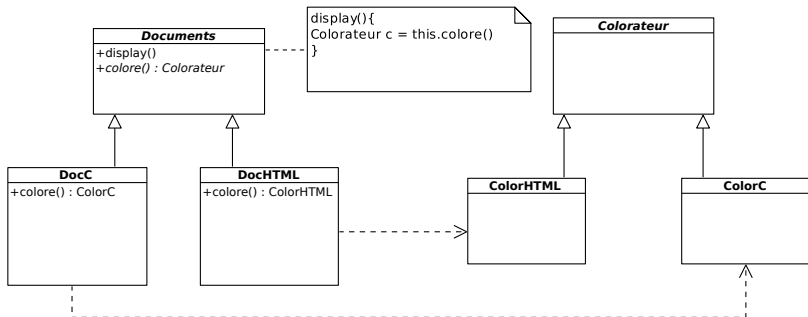 Documents
+display()
+colore() : Colorateur
display(){
Colorateur c = this.colore()
}
Colorateur
DocC
+colore() : ColorC
DocHTML
+colore() : ColorHTML
ColorHTML
ColorC